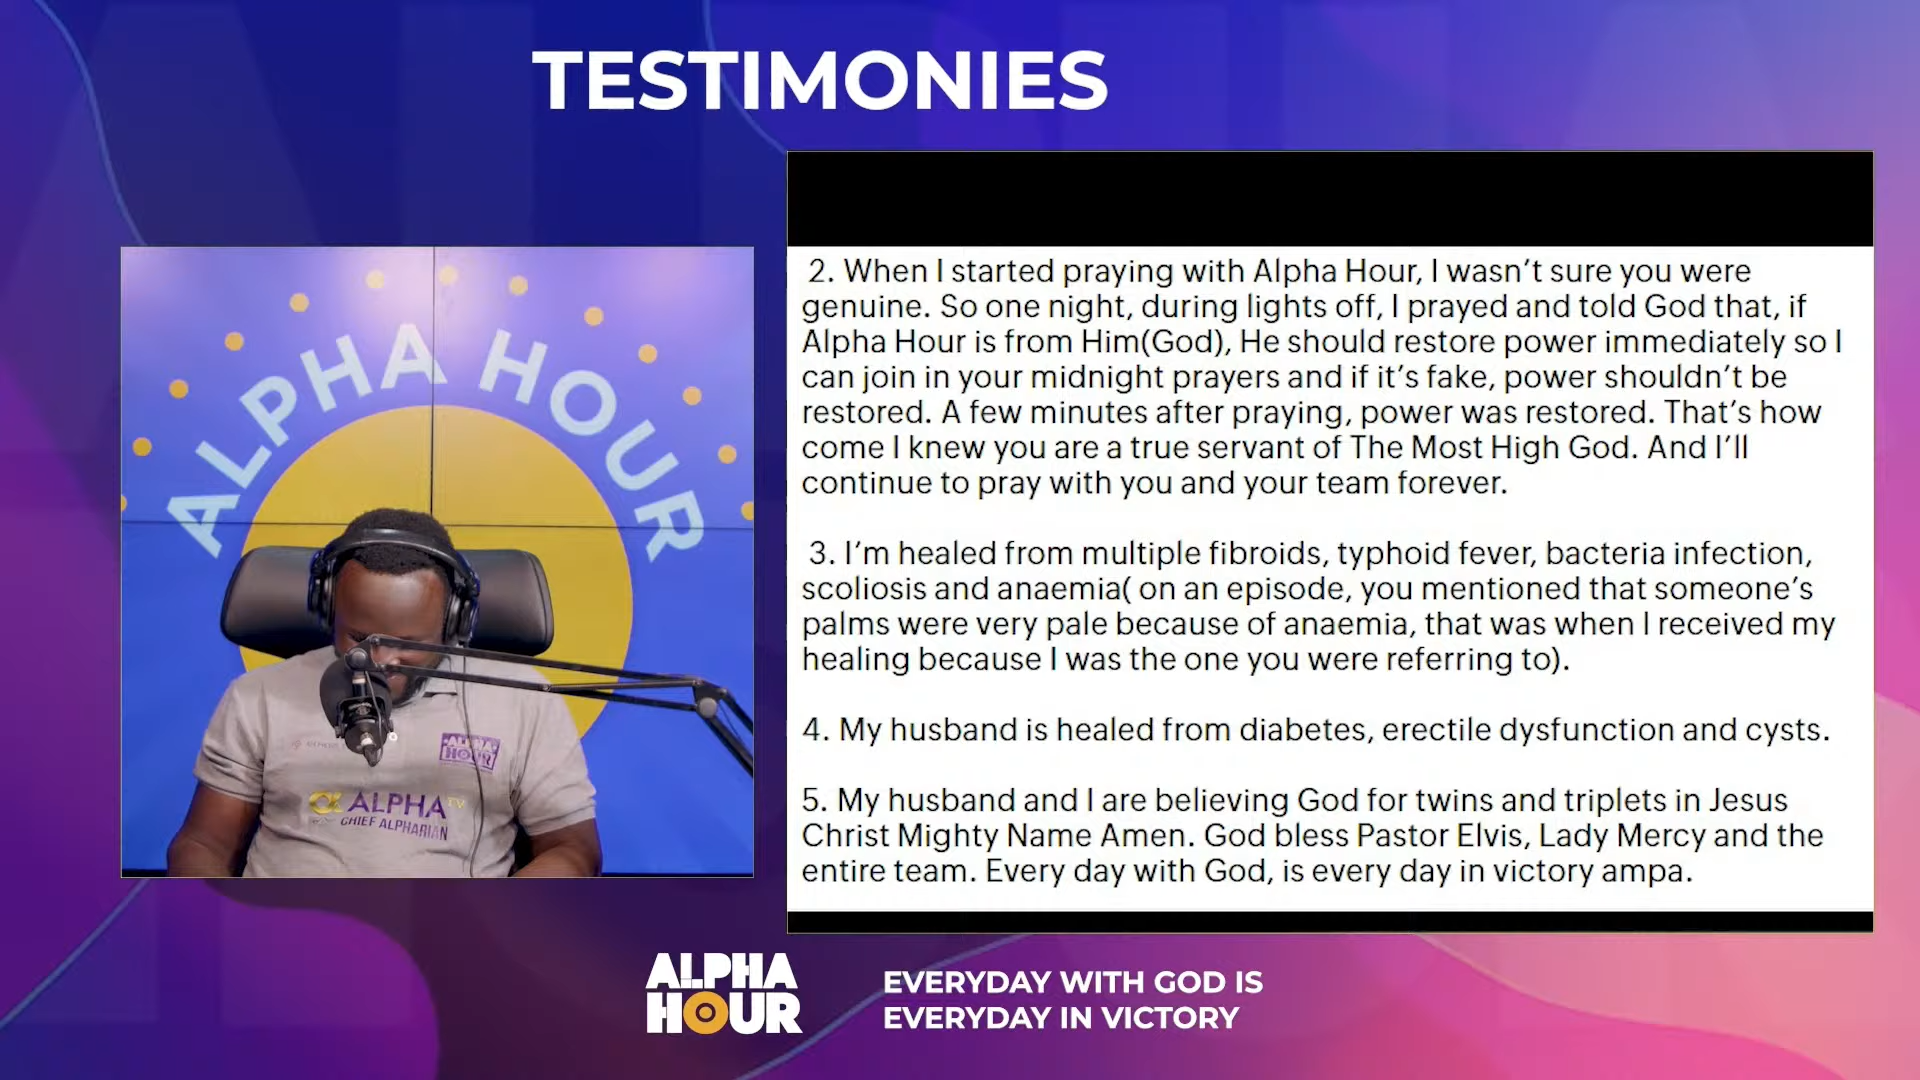 TESTIMONIES
ALPHA HOUR
ALPHA
HOUR
ALPHA TV
CHIEF ALPHARIAN
2. When I started praying with Alpha Hour, I wasn’t sure you were
genuine. So one night, during lights off, I prayed and told God that, if
Alpha Hour is from Him(God), He should restore power immediately so I
can join in your midnight prayers and if it’s fake, power shouldn’t be
restored. A few minutes after praying, power was restored. That’s how
come I knew you are a true servant of The Most High God. And I’ll
continue to pray with you and your team forever.
3. I’m healed from multiple fibroids, typhoid fever, bacteria infection,
scoliosis and anaemia( on an episode, you mentioned that someone’s
palms were very pale because of anaemia, that was when I received my
healing because I was the one you were referring to).
4. My husband is healed from diabetes, erectile dysfunction and cysts.
5. My husband and I are believing God for twins and triplets in Jesus
Christ Mighty Name Amen. God bless Pastor Elvis, Lady Mercy and the
entire team. Every day with God, is every day in victory ampa.
ALPHA
HOUR
EVERYDAY WITH GOD IS
EVERYDAY IN VICTORY